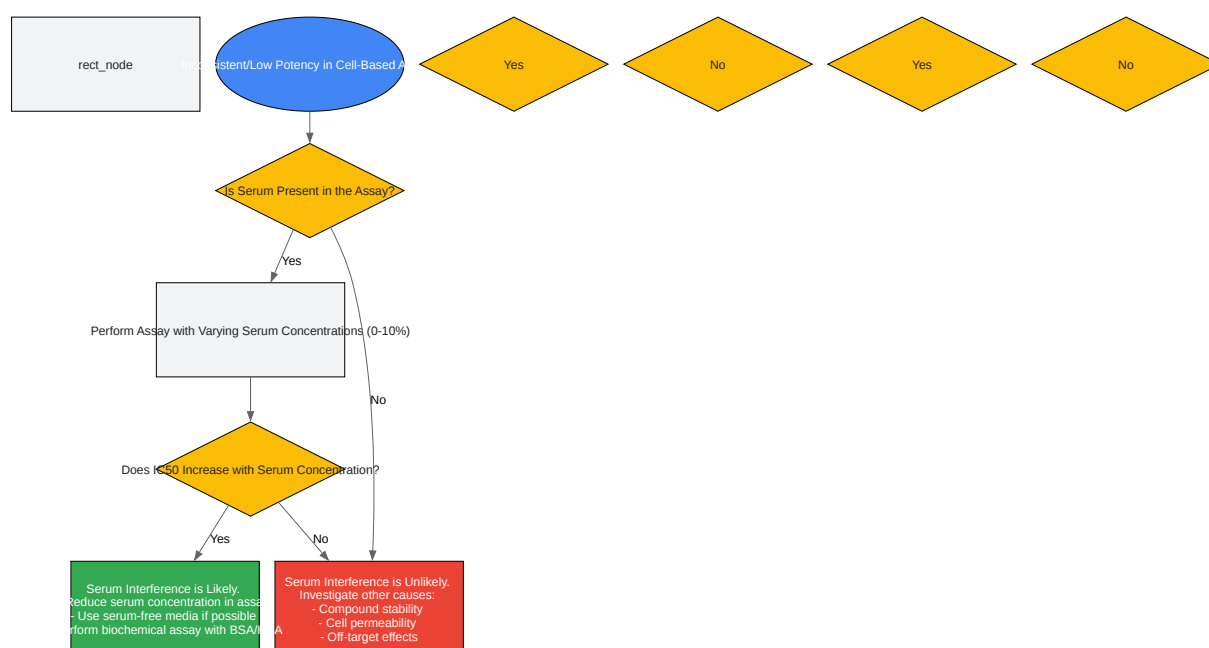 rect_node
sistent/Low Potency in Cell-Based A
Yes
No
Yes
No
Is Serum Present in the Assay?
Yes
Perform Assay with Varying Serum Concentrations (0-10%)
No
Does IC50 Increase with Serum Concentration?
Yes
No
Serum Interference is Likely.
Reduce serum concentration in assa
- Use serum-free media if possible
rform biochemical assay with BSA/
Serum Interference is Unlikely.
Investigate other causes:
- Compound stability
- Cell permeability
- Off-target effects